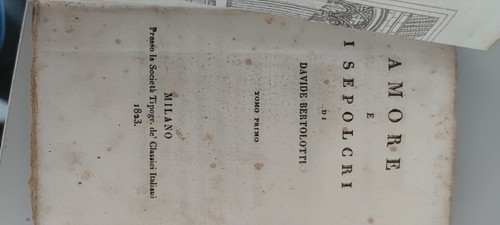 AMORE
E
I SEPOLCRI
DI
DAVIDE BERTOLOTTI
TOMO PRIMO
MILANO
Presso la Società Tipogr. de' Classici Italiani
1823.